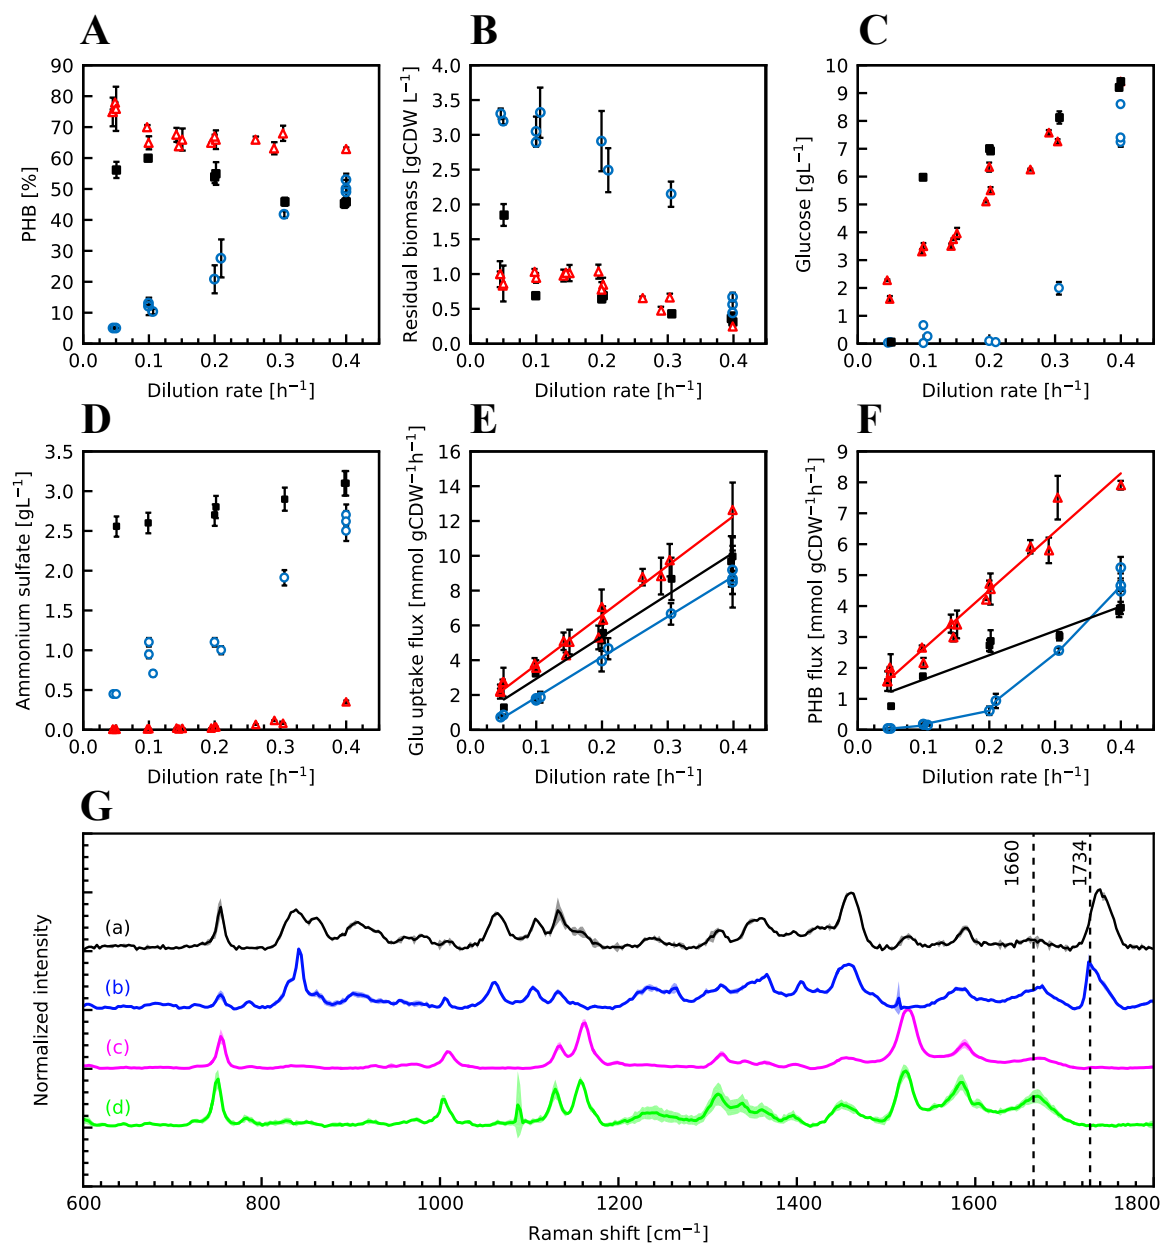 A
B
C
90
80
70
60
50
40
30
20
10
0
PHB [%]
0.0 0.1 0.2 0.3 0.4
Dilution rate [h⁻¹]
4.0
3.5
3.0
2.5
2.0
1.5
1.0
0.5
0.0
Residual biomass [gCDW L⁻¹]
0.0 0.1 0.2 0.3 0.4
Dilution rate [h⁻¹]
10
9
8
7
6
5
4
3
2
1
0
Glucose [gL⁻¹]
0.0 0.1 0.2 0.3 0.4
Dilution rate [h⁻¹]
D
E
F
3.5
3.0
2.5
2.0
1.5
1.0
0.5
0.0
Ammonium sulfate [gL⁻¹]
0.0 0.1 0.2 0.3 0.4
Dilution rate [h⁻¹]
16
14
12
10
8
6
4
2
0
Glu uptake flux [mmol gCDW⁻¹h⁻¹]
0.0 0.1 0.2 0.3 0.4
Dilution rate [h⁻¹]
9
8
7
6
5
4
3
2
1
0
PHB flux [mmol gCDW⁻¹h⁻¹]
0.0 0.1 0.2 0.3 0.4
Dilution rate [h⁻¹]
G
1660
1734
(a)
(b)
(c)
(d)
Normalized intensity
600 800 1000 1200 1400 1600 1800
Raman shift [cm⁻¹]